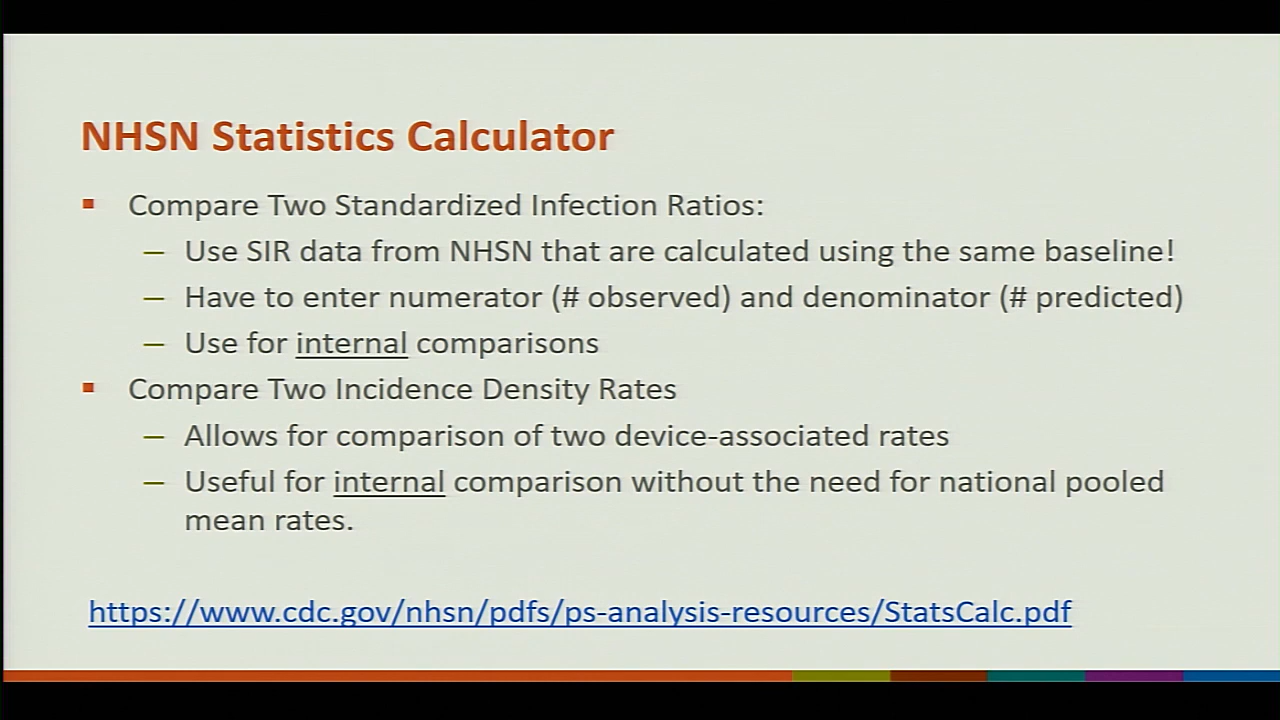 NHSN Statistics Calculator
▪ Compare Two Standardized Infection Ratios:
– Use SIR data from NHSN that are calculated using the same baseline!
– Have to enter numerator (# observed) and denominator (# predicted)
– Use for internal comparisons
▪ Compare Two Incidence Density Rates
– Allows for comparison of two device-associated rates
– Useful for internal comparison without the need for national pooled
mean rates.
https://www.cdc.gov/nhsn/pdfs/ps-analysis-resources/StatsCalc.pdf